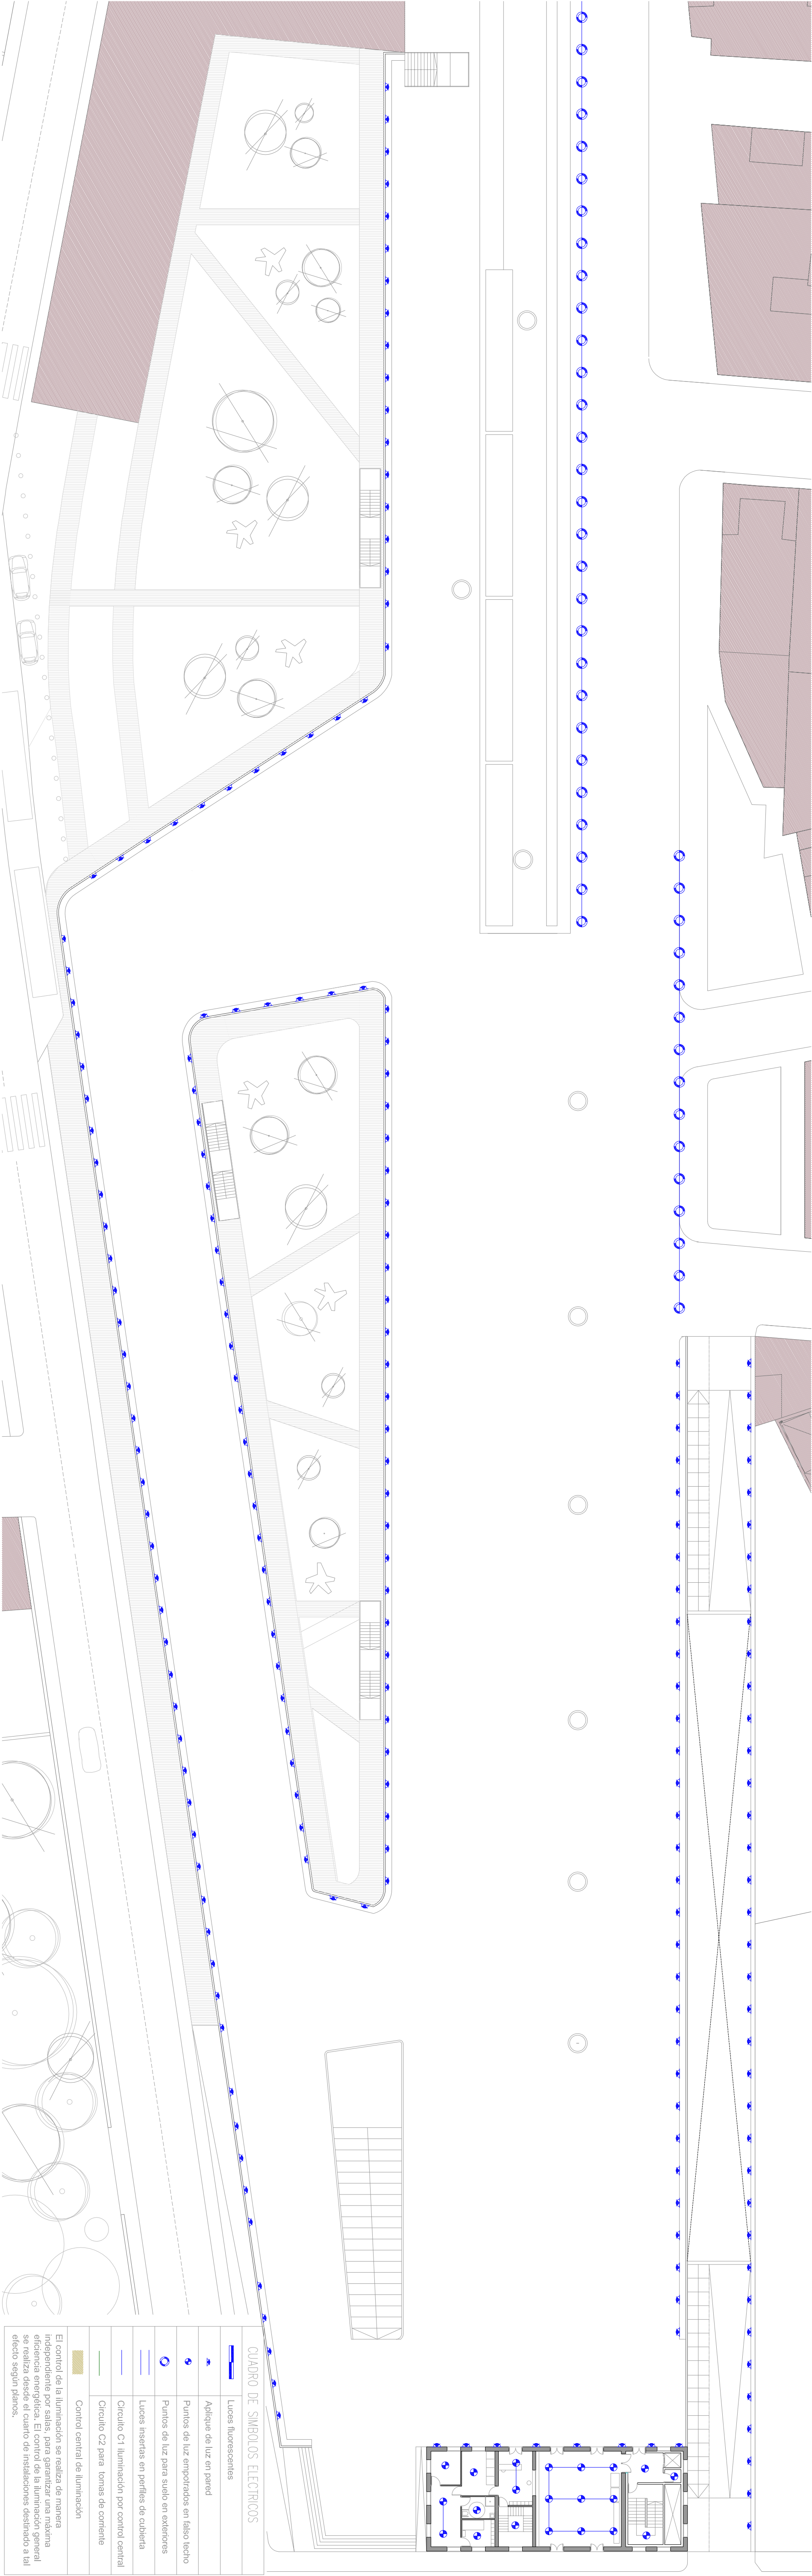 CUADRO DE SIMBOLOS ELECTRICOS
Luces fluorescentes
Aplique de luz en pared
Puntos de luz empotrados en falso techo
Puntos de luz para suelo en exteriores
Luces insertas en perfiles de cubierta
Circuito C1 iluminación por control central
Circuito C2 para tomas de corriente
Control central de iluminación
El control de la iluminación se realiza de manera
independiente por salas, para garantizar una máxima
eficiencia energética. El control de la iluminación general
se realiza desde el cuarto de instalaciones destinado a tal
efecto según planos.